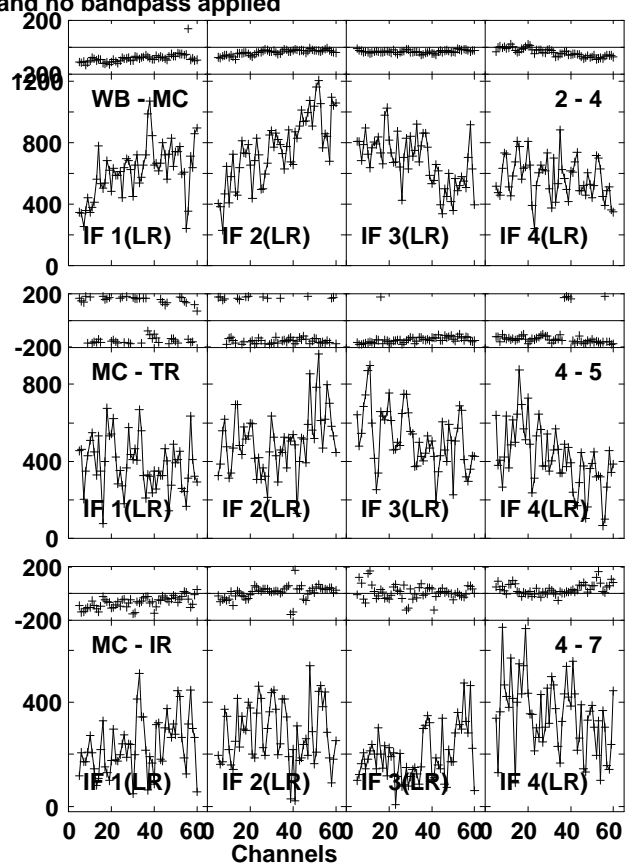 and no bandpass applied
200
-200
1200
800
400
0
WB - MC
2 - 4
IF 1(LR)
IF 2(LR)
IF 3(LR)
IF 4(LR)
200
-200
800
400
0
MC - TR
4 - 5
IF 1(LR)
IF 2(LR)
IF 3(LR)
IF 4(LR)
200
-200
400
0
MC - IR
4 - 7
IF 1(LR)
IF 2(LR)
IF 3(LR)
IF 4(LR)
0 20 40 60 0 20 40 60 0 20 40 60 0 20 40 60
Channels